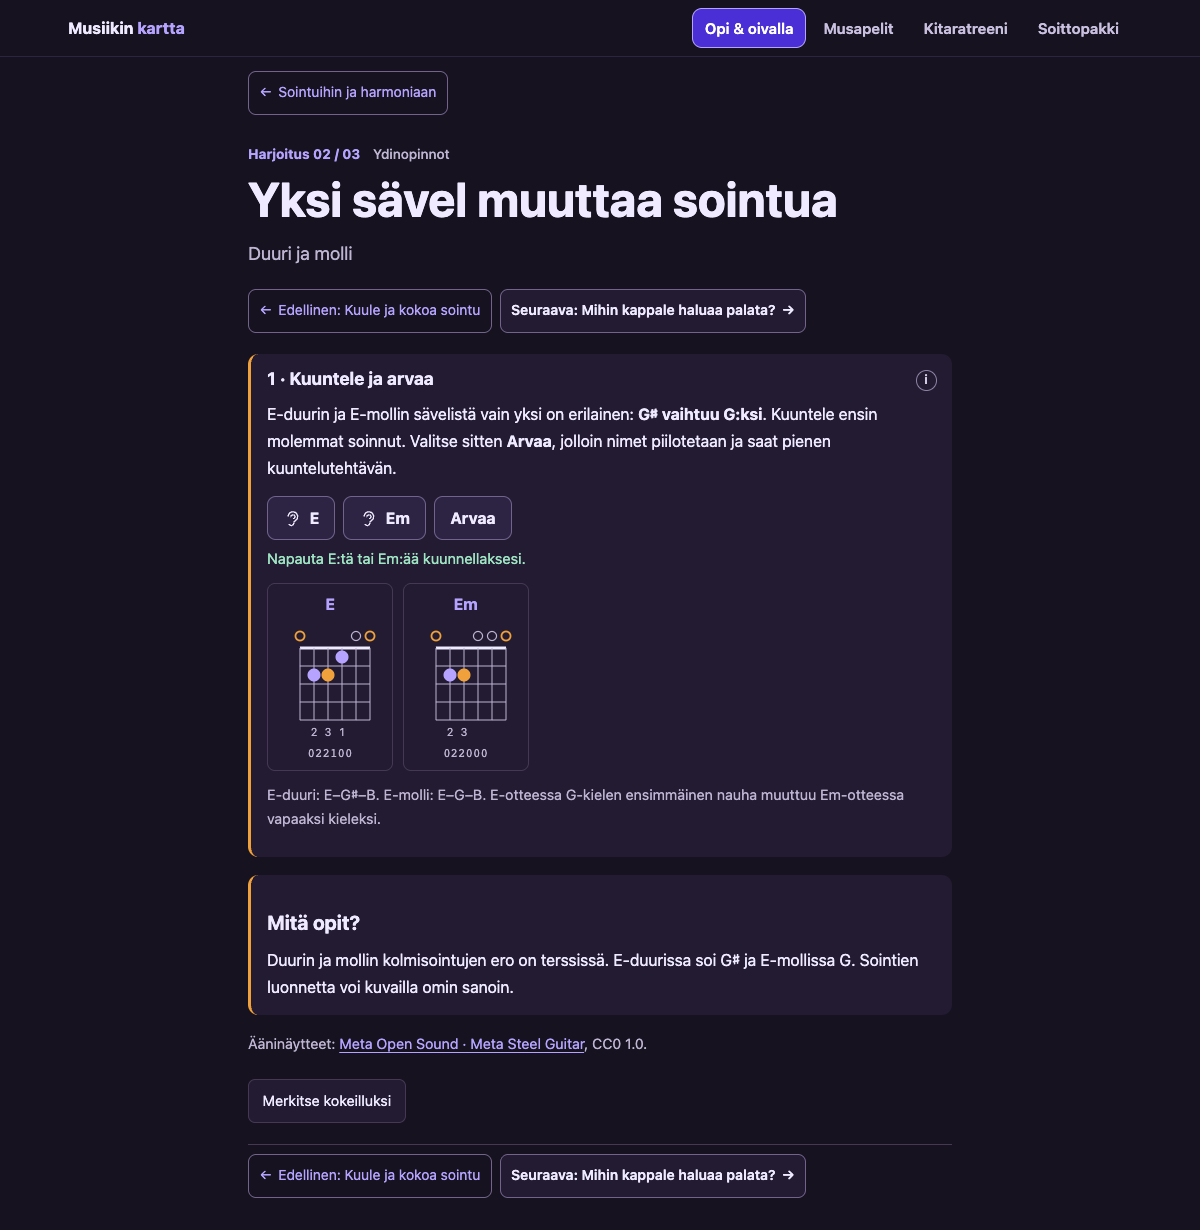 Musiikin kartta
Opi & oivalla
Musapelit
Kitaratreeni
Soittopakki
← Sointuihin ja harmoniaan
Harjoitus 02 / 03 Ydinopinnot
Yksi sävel muuttaa sointua
Duuri ja molli
← Edellinen: Kuule ja kokoa sointu
Seuraava: Mihin kappale haluaa palata? →
1 · Kuuntele ja arvaa
i
E-duurin ja E-mollin sävelistä vain yksi on erilainen: G# vaihtuu G:ksi. Kuuntele ensin
molemmat soinnut. Valitse sitten Arvaa, jolloin nimet piilotetaan ja saat pienen
kuuntelutehtävän.
E
Em
Arvaa
Napauta E:tä tai Em:ää kuunnellaksesi.
E
2 3 1
022100
Em
2 3
022000
E-duuri: E–G#–B. E-molli: E–G–B. E-otteessa G-kielen ensimmäinen nauha muuttuu Em-otteessa
vapaaksi kieleksi.
Mitä opit?
Duurin ja mollin kolmisointujen ero on terssissä. E-duurissa soi G# ja E-mollissa G. Sointien
luonnetta voi kuvailla omin sanoin.
Ääninäytteet: Meta Open Sound · Meta Steel Guitar, CC0 1.0.
Merkitse kokeilluksi
← Edellinen: Kuule ja kokoa sointu
Seuraava: Mihin kappale haluaa palata? →